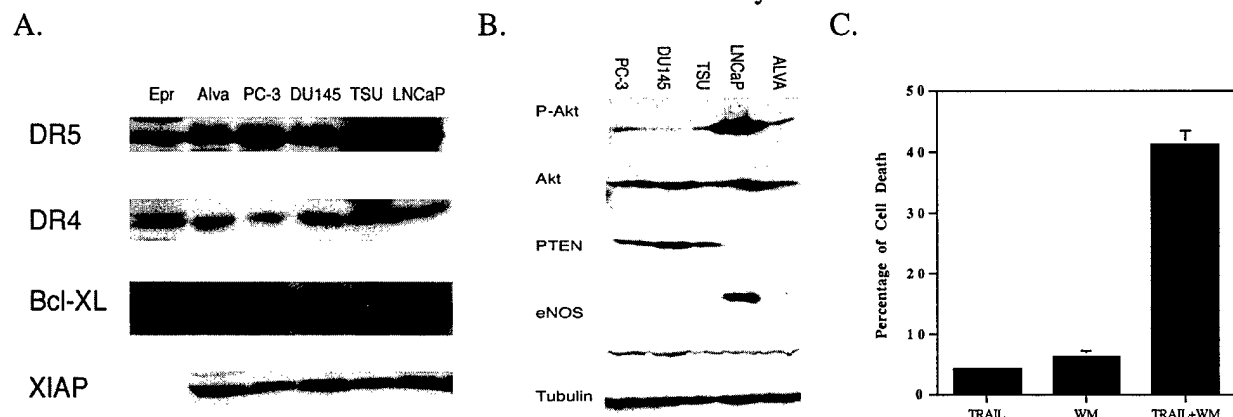 A.
Epr Alva PC-3 DU145 TSU LNCaP
DR5
DR4
Bcl-XL
XIAP
B.
PC-3 DU145 TSU LNCaP ALVA
P-Akt
Akt
PTEN
eNOS
Tubulin
C.
Percentage of Cell Death
50
40
30
20
10
0
TRAIL WM TRAIL+WM